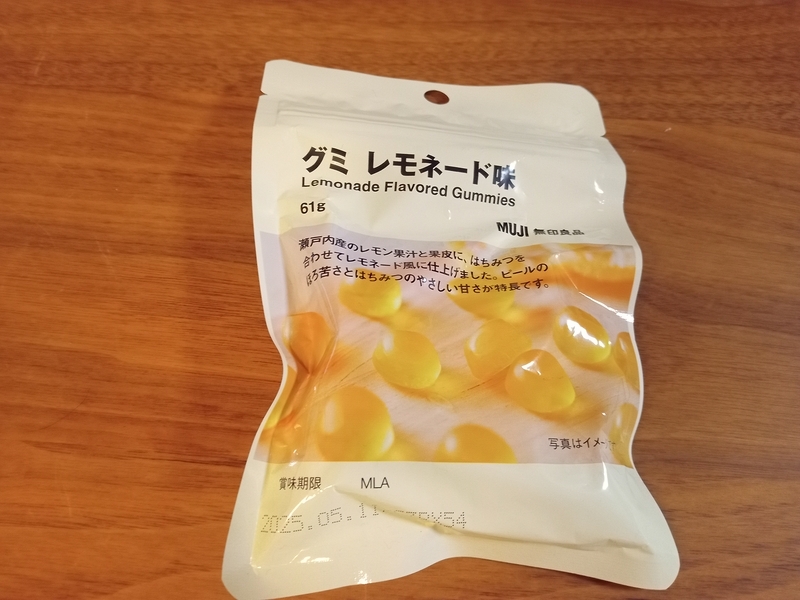 グミ レモネード味
Lemonade Flavored Gummies
61g
MUJI 無印良品
瀬戸内産のレモン果汁と果皮に、はちみつを
合わせてレモネード風に仕上げました。ピールの
ほろ苦さとはちみつのやさしい甘さが特長です。
写真はイメー
賞味期限 MLA
2025.05.11